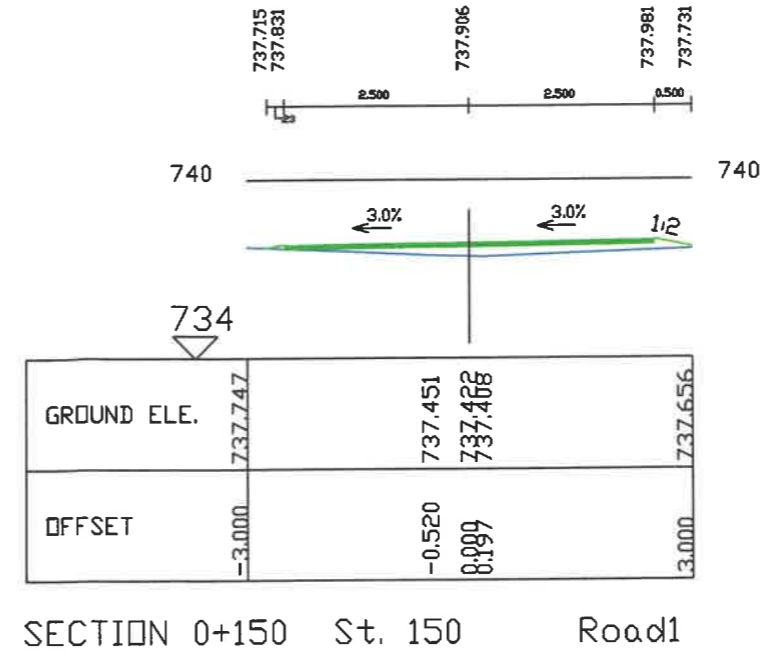 737.715 737.831 737.906 737.981 737.731
2.500 2.500 0.500
.23
740 740
3.0% 3.0% 1:2
734
GROUND ELE. 737.747 737.451 737.422 737.408 737.656
OFFSET -3.000 -0.520 0.000 0.197 3.000
SECTION 0+150 St. 150 Road1